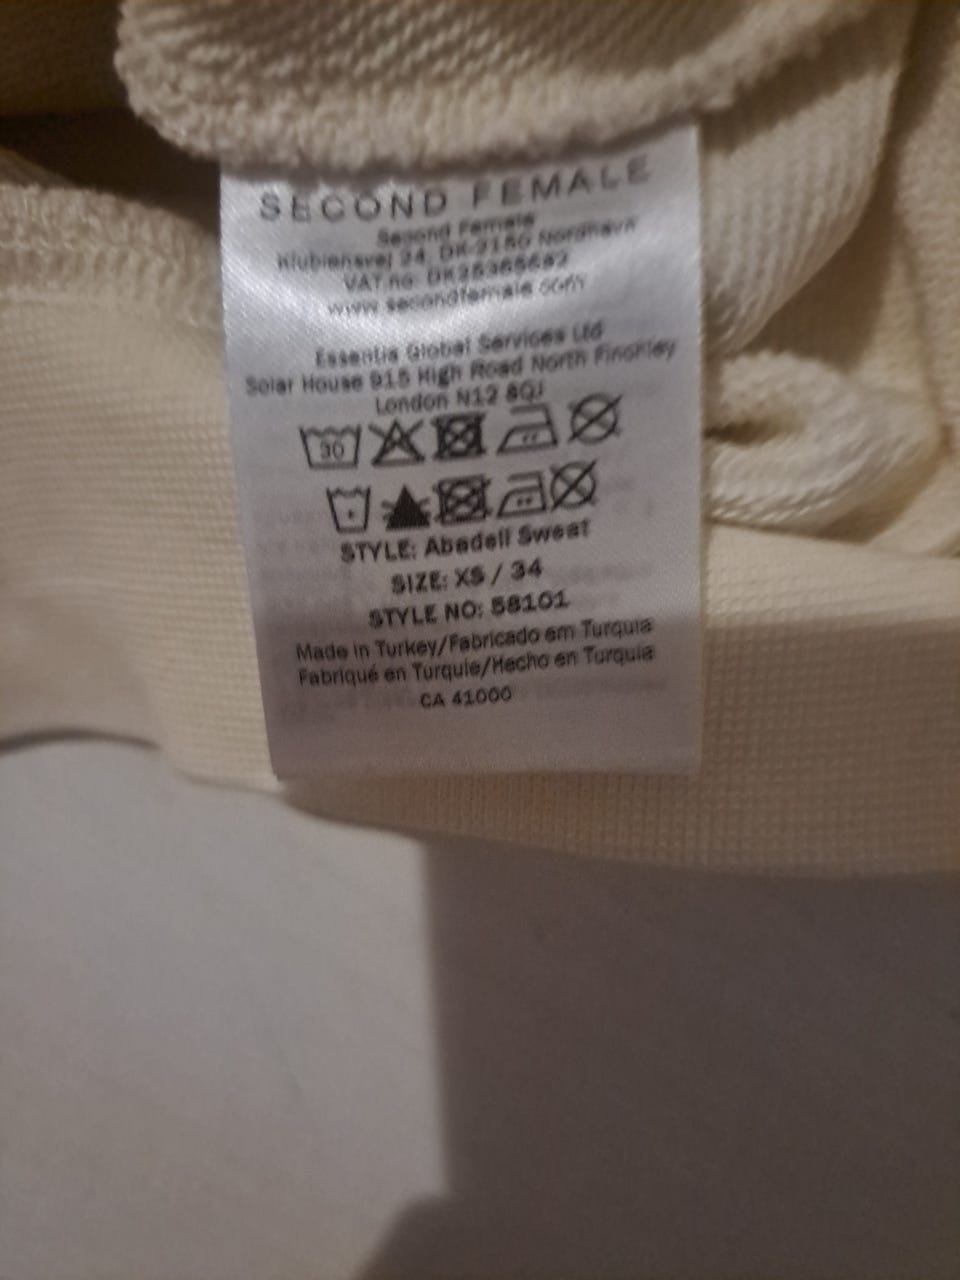 SECOND FEMALE
Second Female
Klubiensvej 24, DK-2150 Nordhavn
VAT.no: DK25365682
www.secondfemale.com
Essentia Global Services Ltd
Solar House 915 High Road North Finchley
London N12 8QJ
30
STYLE: Abadell Sweat
SIZE: XS / 34
STYLE NO: 58101
Made in Turkey/Fabricado em Turquia
Fabriqué en Turquie/Hecho en Turquia
CA 41000